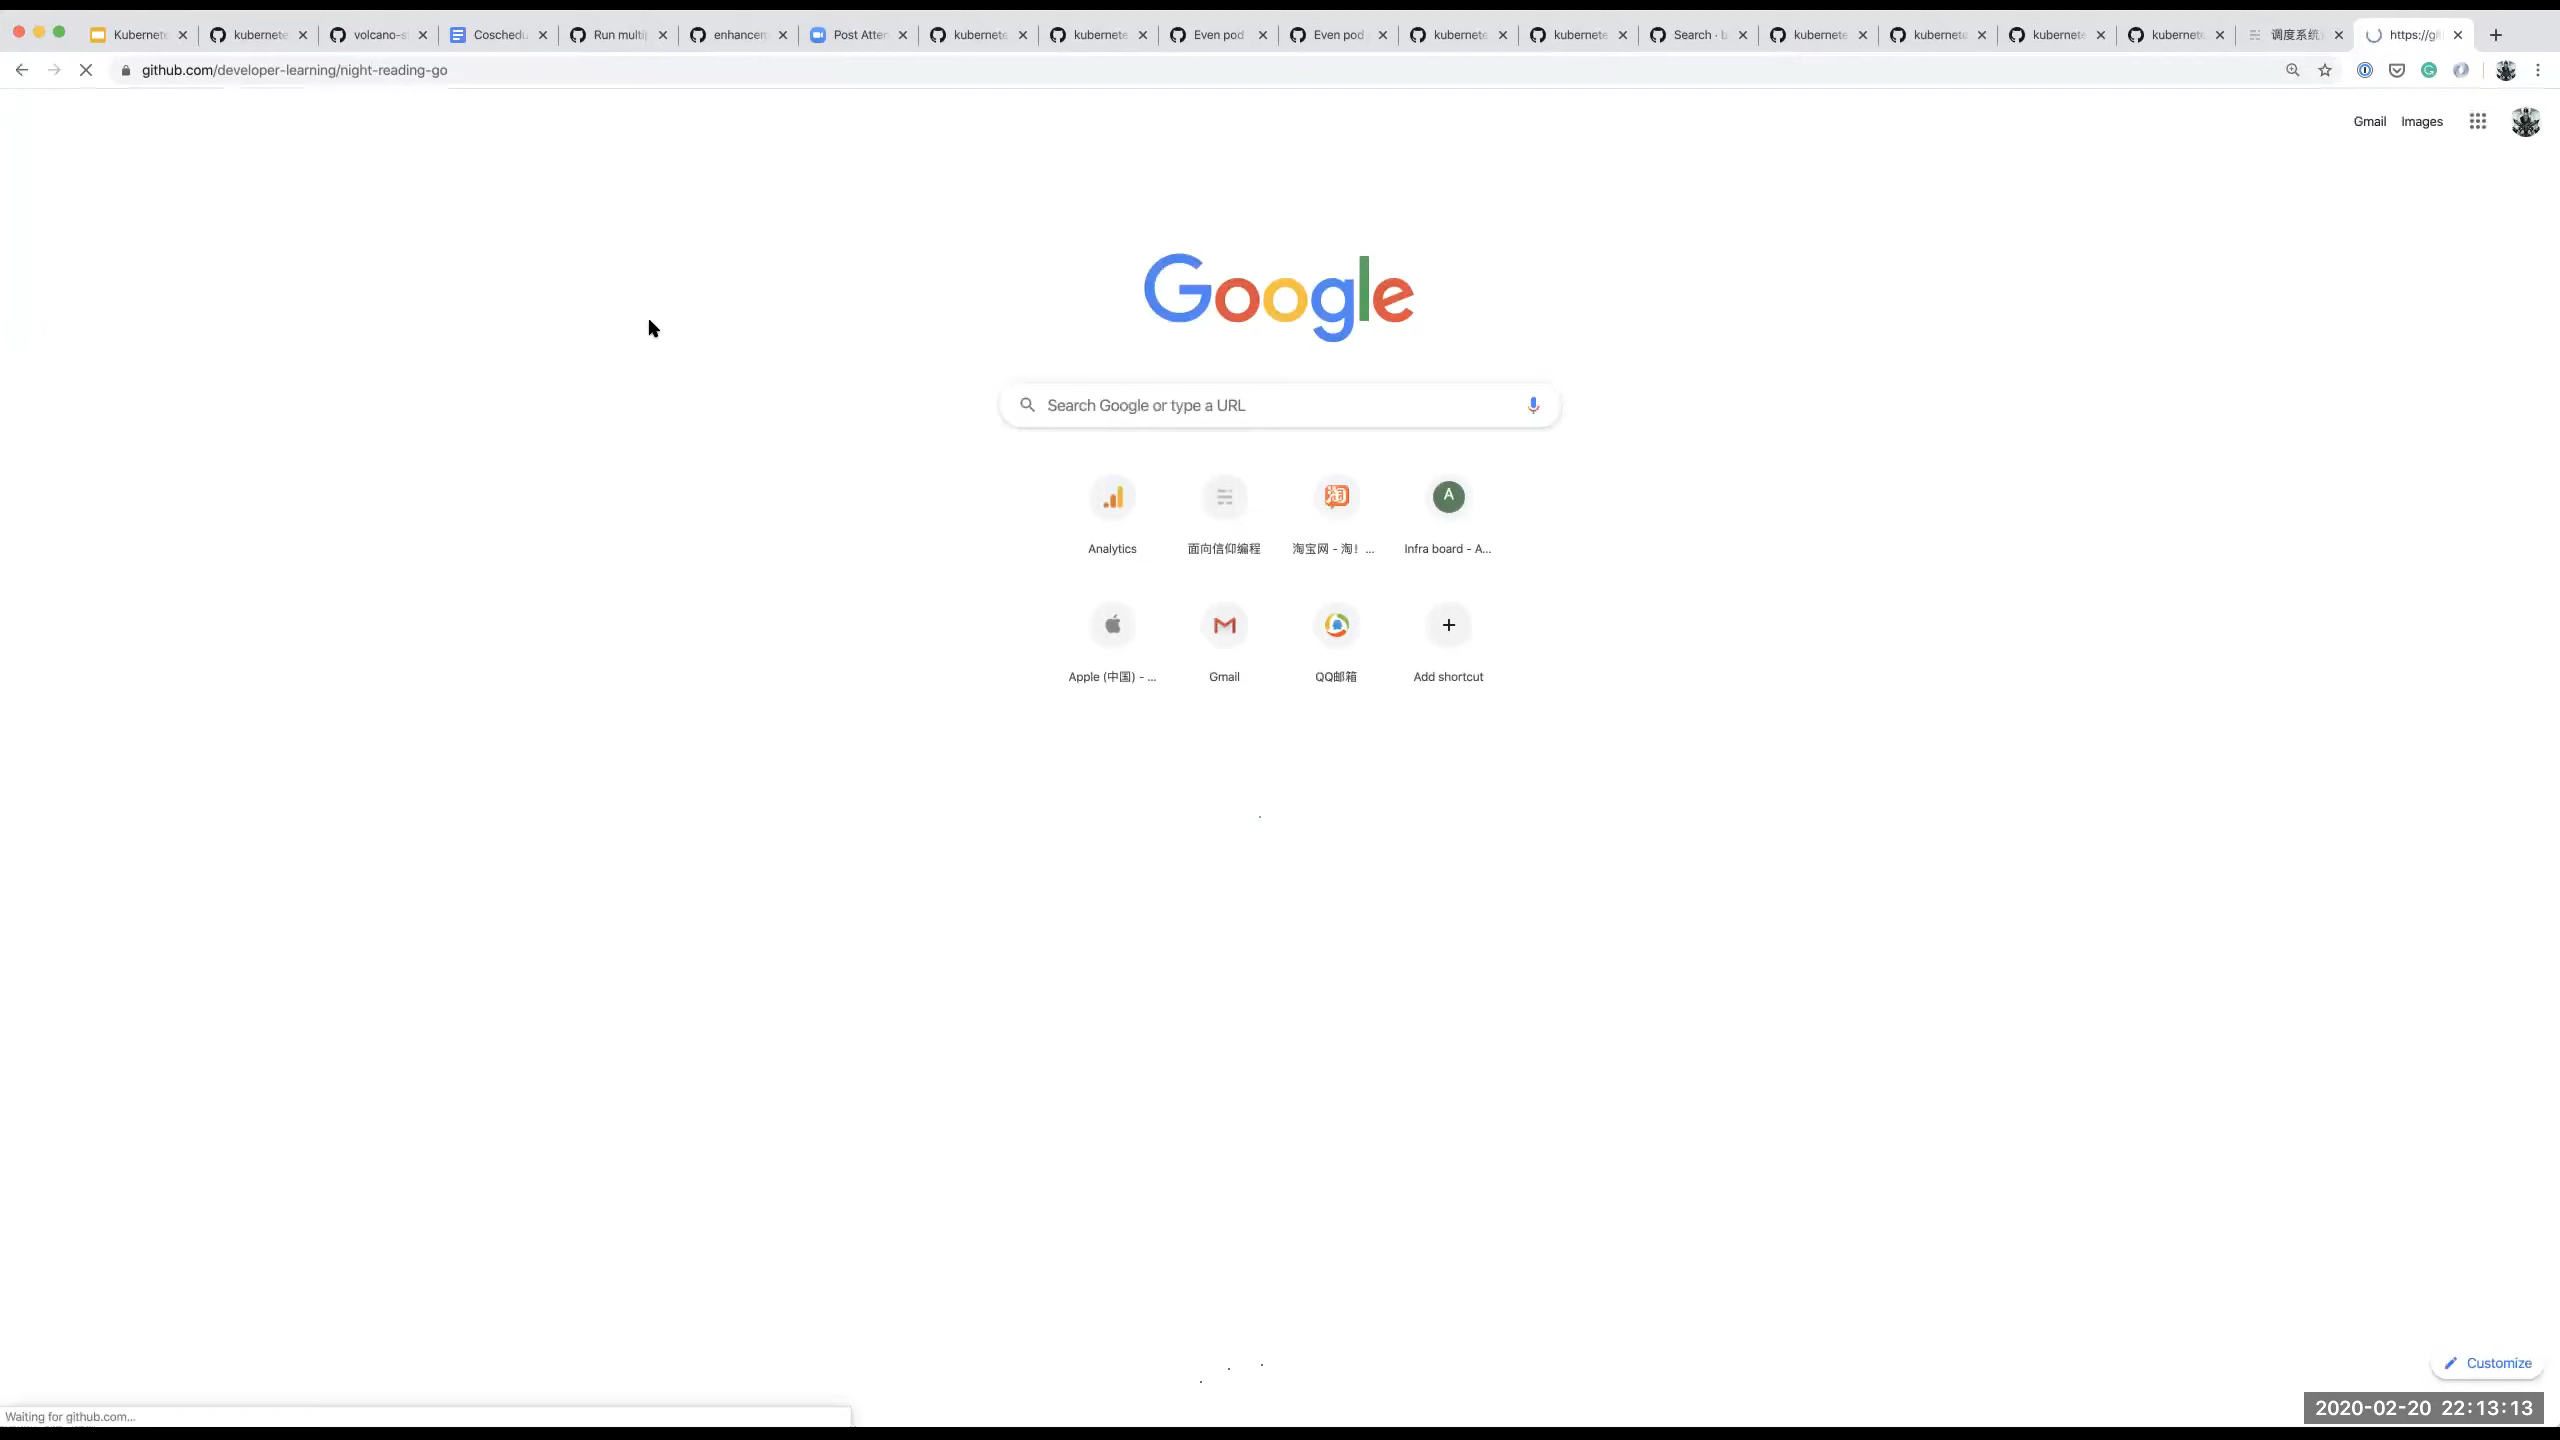 Kubernete kubernete volcano-s Coschedu Run multip enhancem Post Atten kubernete kubernete Even pod Even pod kubernete kubernete Search · kubernete kubernete kubernete kubernete 调度系统 https://gi
github.com/developer-learning/night-reading-go
Gmail Images
Google
Search Google or type a URL
A
Analytics 面向信仰编程 淘宝网 - 淘! ... Infra board - A...
Apple (中国) - ... Gmail QQ邮箱 Add shortcut
Customize
Waiting for github.com...
2020-02-20 22:13:13